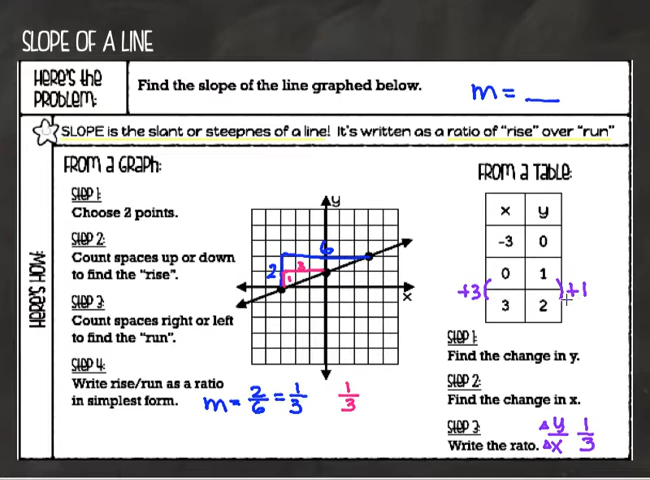 SLOPE OF A LINE
HERE'S the PROBLEM:
Find the slope of the line graphed below.
m = __
SLOPE is the slant or steepnes of a line! It's written as a ratio of "rise" over "run"
HERE'S HOW:
FROM A GRAPH:
STEP 1:
Choose 2 points.
STEP 2:
Count spaces up or down
to find the "rise".
STEP 3:
Count spaces right or left
to find the "run".
STEP 4:
Write rise/run as a ratio
in simplest form.
m = 2/6 = 1/3
1/3
y
6
2
3
1
x
FROM A TABLE:
x y
-3 0
0 1
3 2
+3( )+1
STEP 1:
Find the change in y.
STEP 2:
Find the change in x.
STEP 3:
Write the rato. Δy/Δx 1/3